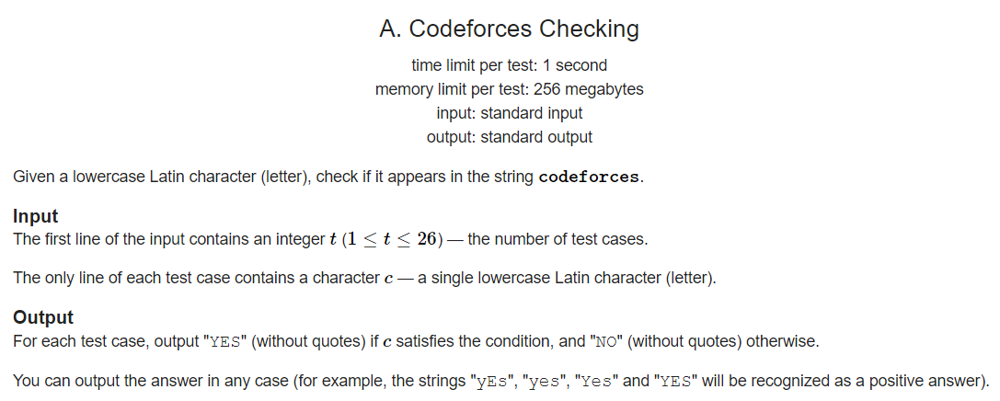 A. Codeforces Checking
time limit per test: 1 second
memory limit per test: 256 megabytes
input: standard input
output: standard output
Given a lowercase Latin character (letter), check if it appears in the string codeforces.
Input
The first line of the input contains an integer t (1 ≤ t ≤ 26) — the number of test cases.
The only line of each test case contains a character c — a single lowercase Latin character (letter).
Output
For each test case, output "YES" (without quotes) if c satisfies the condition, and "NO" (without quotes) otherwise.
You can output the answer in any case (for example, the strings "yEs", "yes", "Yes" and "YES" will be recognized as a positive answer).